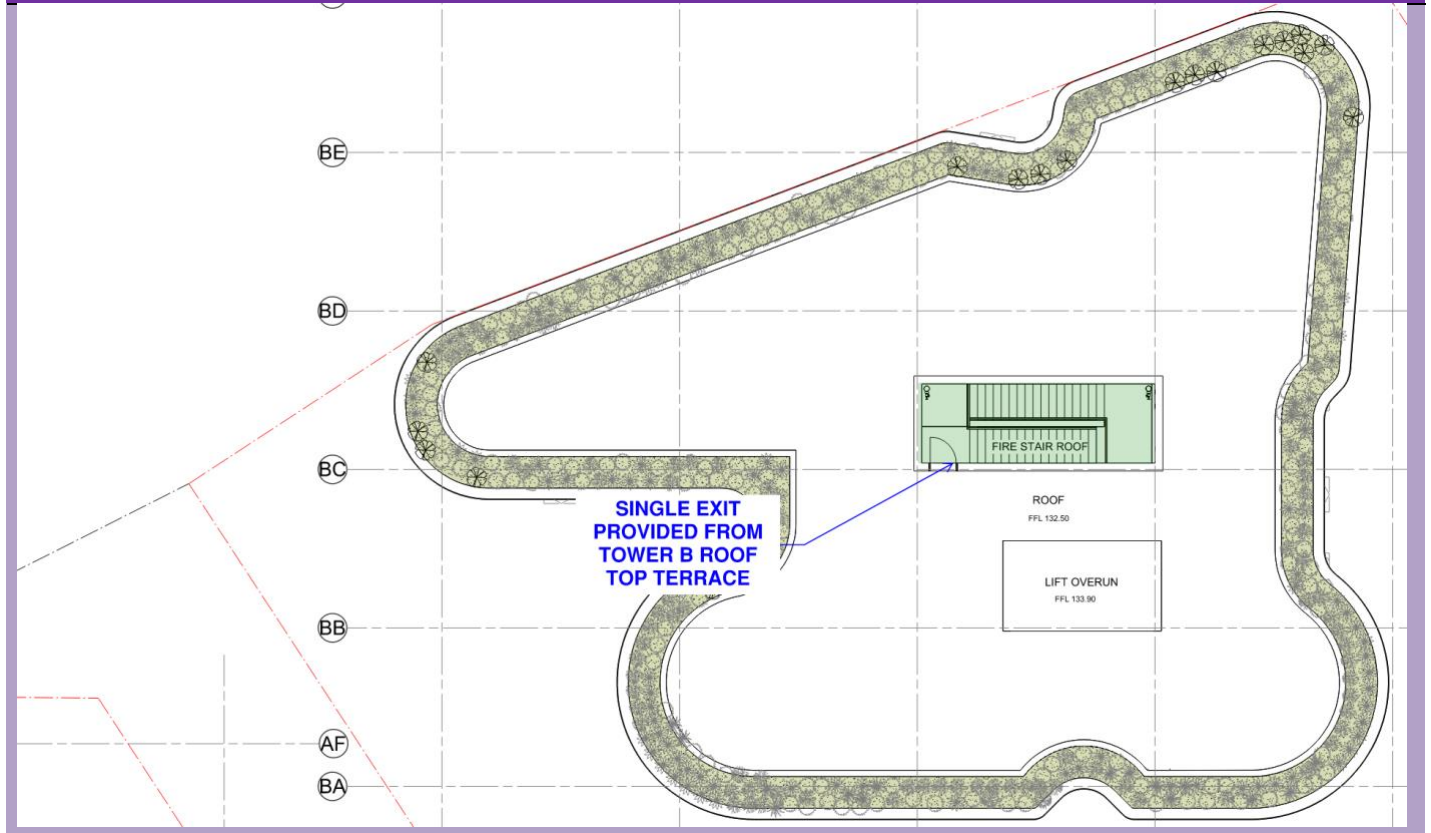 BE
BD
FIRE STAIR ROOF
BC
SINGLE EXIT
PROVIDED FROM
TOWER B ROOF
TOP TERRACE
ROOF
FFL 132.50
LIFT OVERUN
FFL 133.90
BB
AF
BA